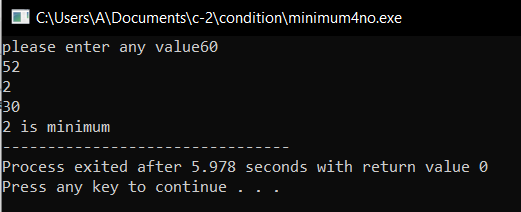 C:\Users\A\Documents\c-2\condition\minimum4no.exe
please enter any value60
52
2
30
2 is minimum
--------------------------------
Process exited after 5.978 seconds with return value 0
Press any key to continue . . .